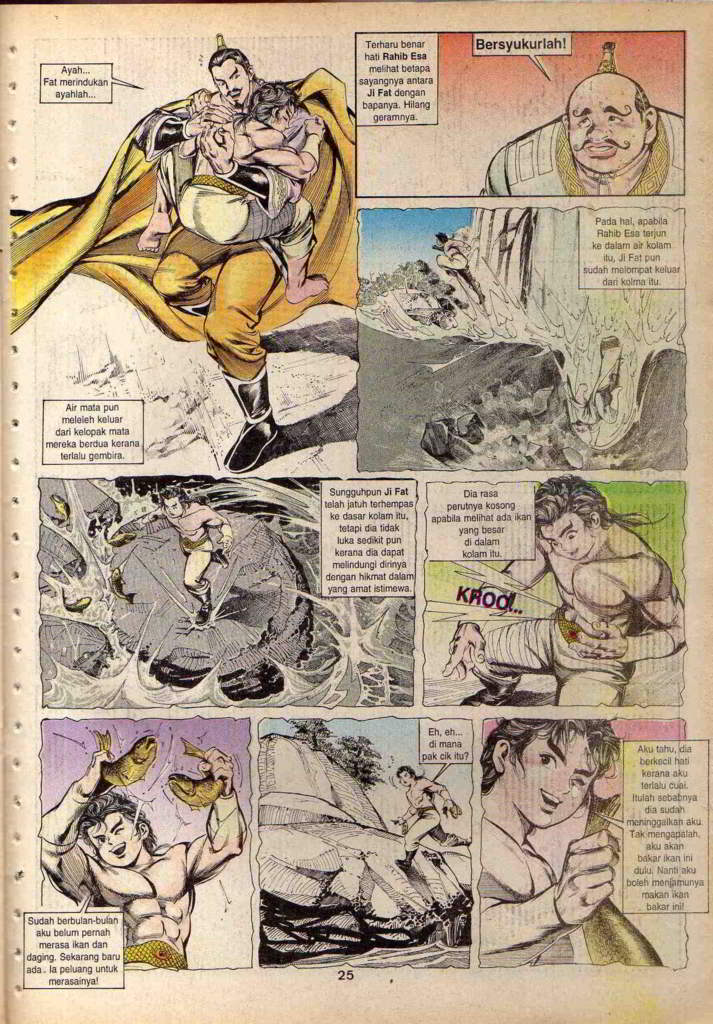 Ayah...
Fat merindukan
ayahlah...
Terharu benar
hati Rahib Esa
melihat betapa
sayangnya antara
Ji Fat dengan
bapanya. Hilang
geramnya.
Bersyukurlah!
Pada hal, apabila
Rahib Esa terjun
ke dalam air kolam
itu, Ji Fat pun
sudah melompat keluar
dari kolma itu.
Air mata pun
meleleh keluar
dari kelopak mata
mereka berdua kerana
terlalu gembira.
Sungguhpun Ji Fat
telah jatuh terhempas
ke dasar kolam itu,
tetapi dia tidak
luka sedikit pun
kerana dia dapat
melindungi dirinya
dengan hikmat dalam
yang amat istimewa.
Dia rasa
perutnya kosong
apabila melihat ada ikan
yang besar
di dalam
kolam itu.
KROO...
Sudah berbulan-bulan
aku belum pernah
merasa ikan dan
daging. Sekarang baru
ada. Ia peluang untuk
merasainya!
Eh, eh...
di mana
pak cik itu?
Aku tahu, dia
berkecil hati
kerana aku
terlalu cuai.
Itulah sebabnya
dia sudah
meninggalkan aku.
Tak mengapalah,
aku akan
bakar ikan ini
dulu. Nanti aku
boleh menjamunya
makan ikan
bakar ini!
25